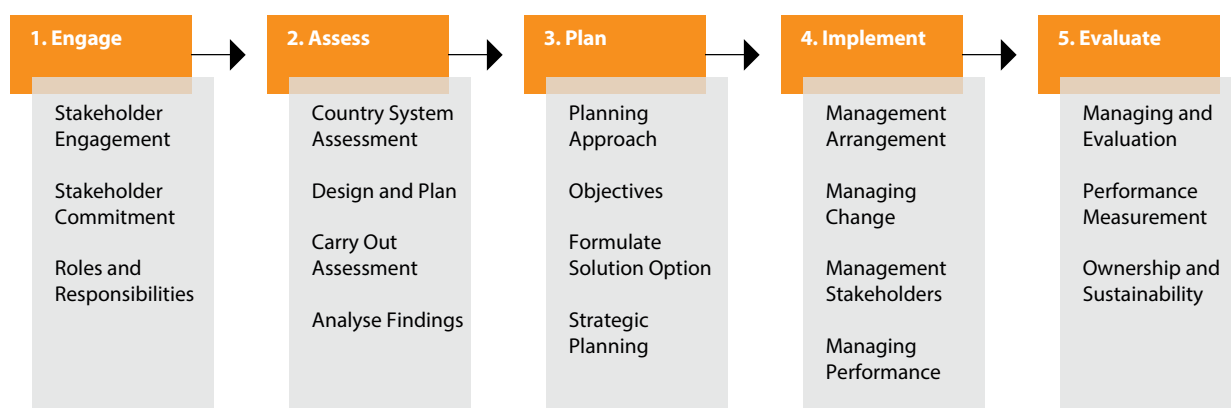 1. Engage
Stakeholder
Engagement
Stakeholder
Commitment
Roles and
Responsibilities
2. Assess
Country System
Assessment
Design and Plan
Carry Out
Assessment
Analyse Findings
3. Plan
Planning
Approach
Objectives
Formulate
Solution Option
Strategic
Planning
4. Implement
Management
Arrangement
Managing
Change
Management
Stakeholders
Managing
Performance
5. Evaluate
Managing and
Evaluation
Performance
Measurement
Ownership and
Sustainability